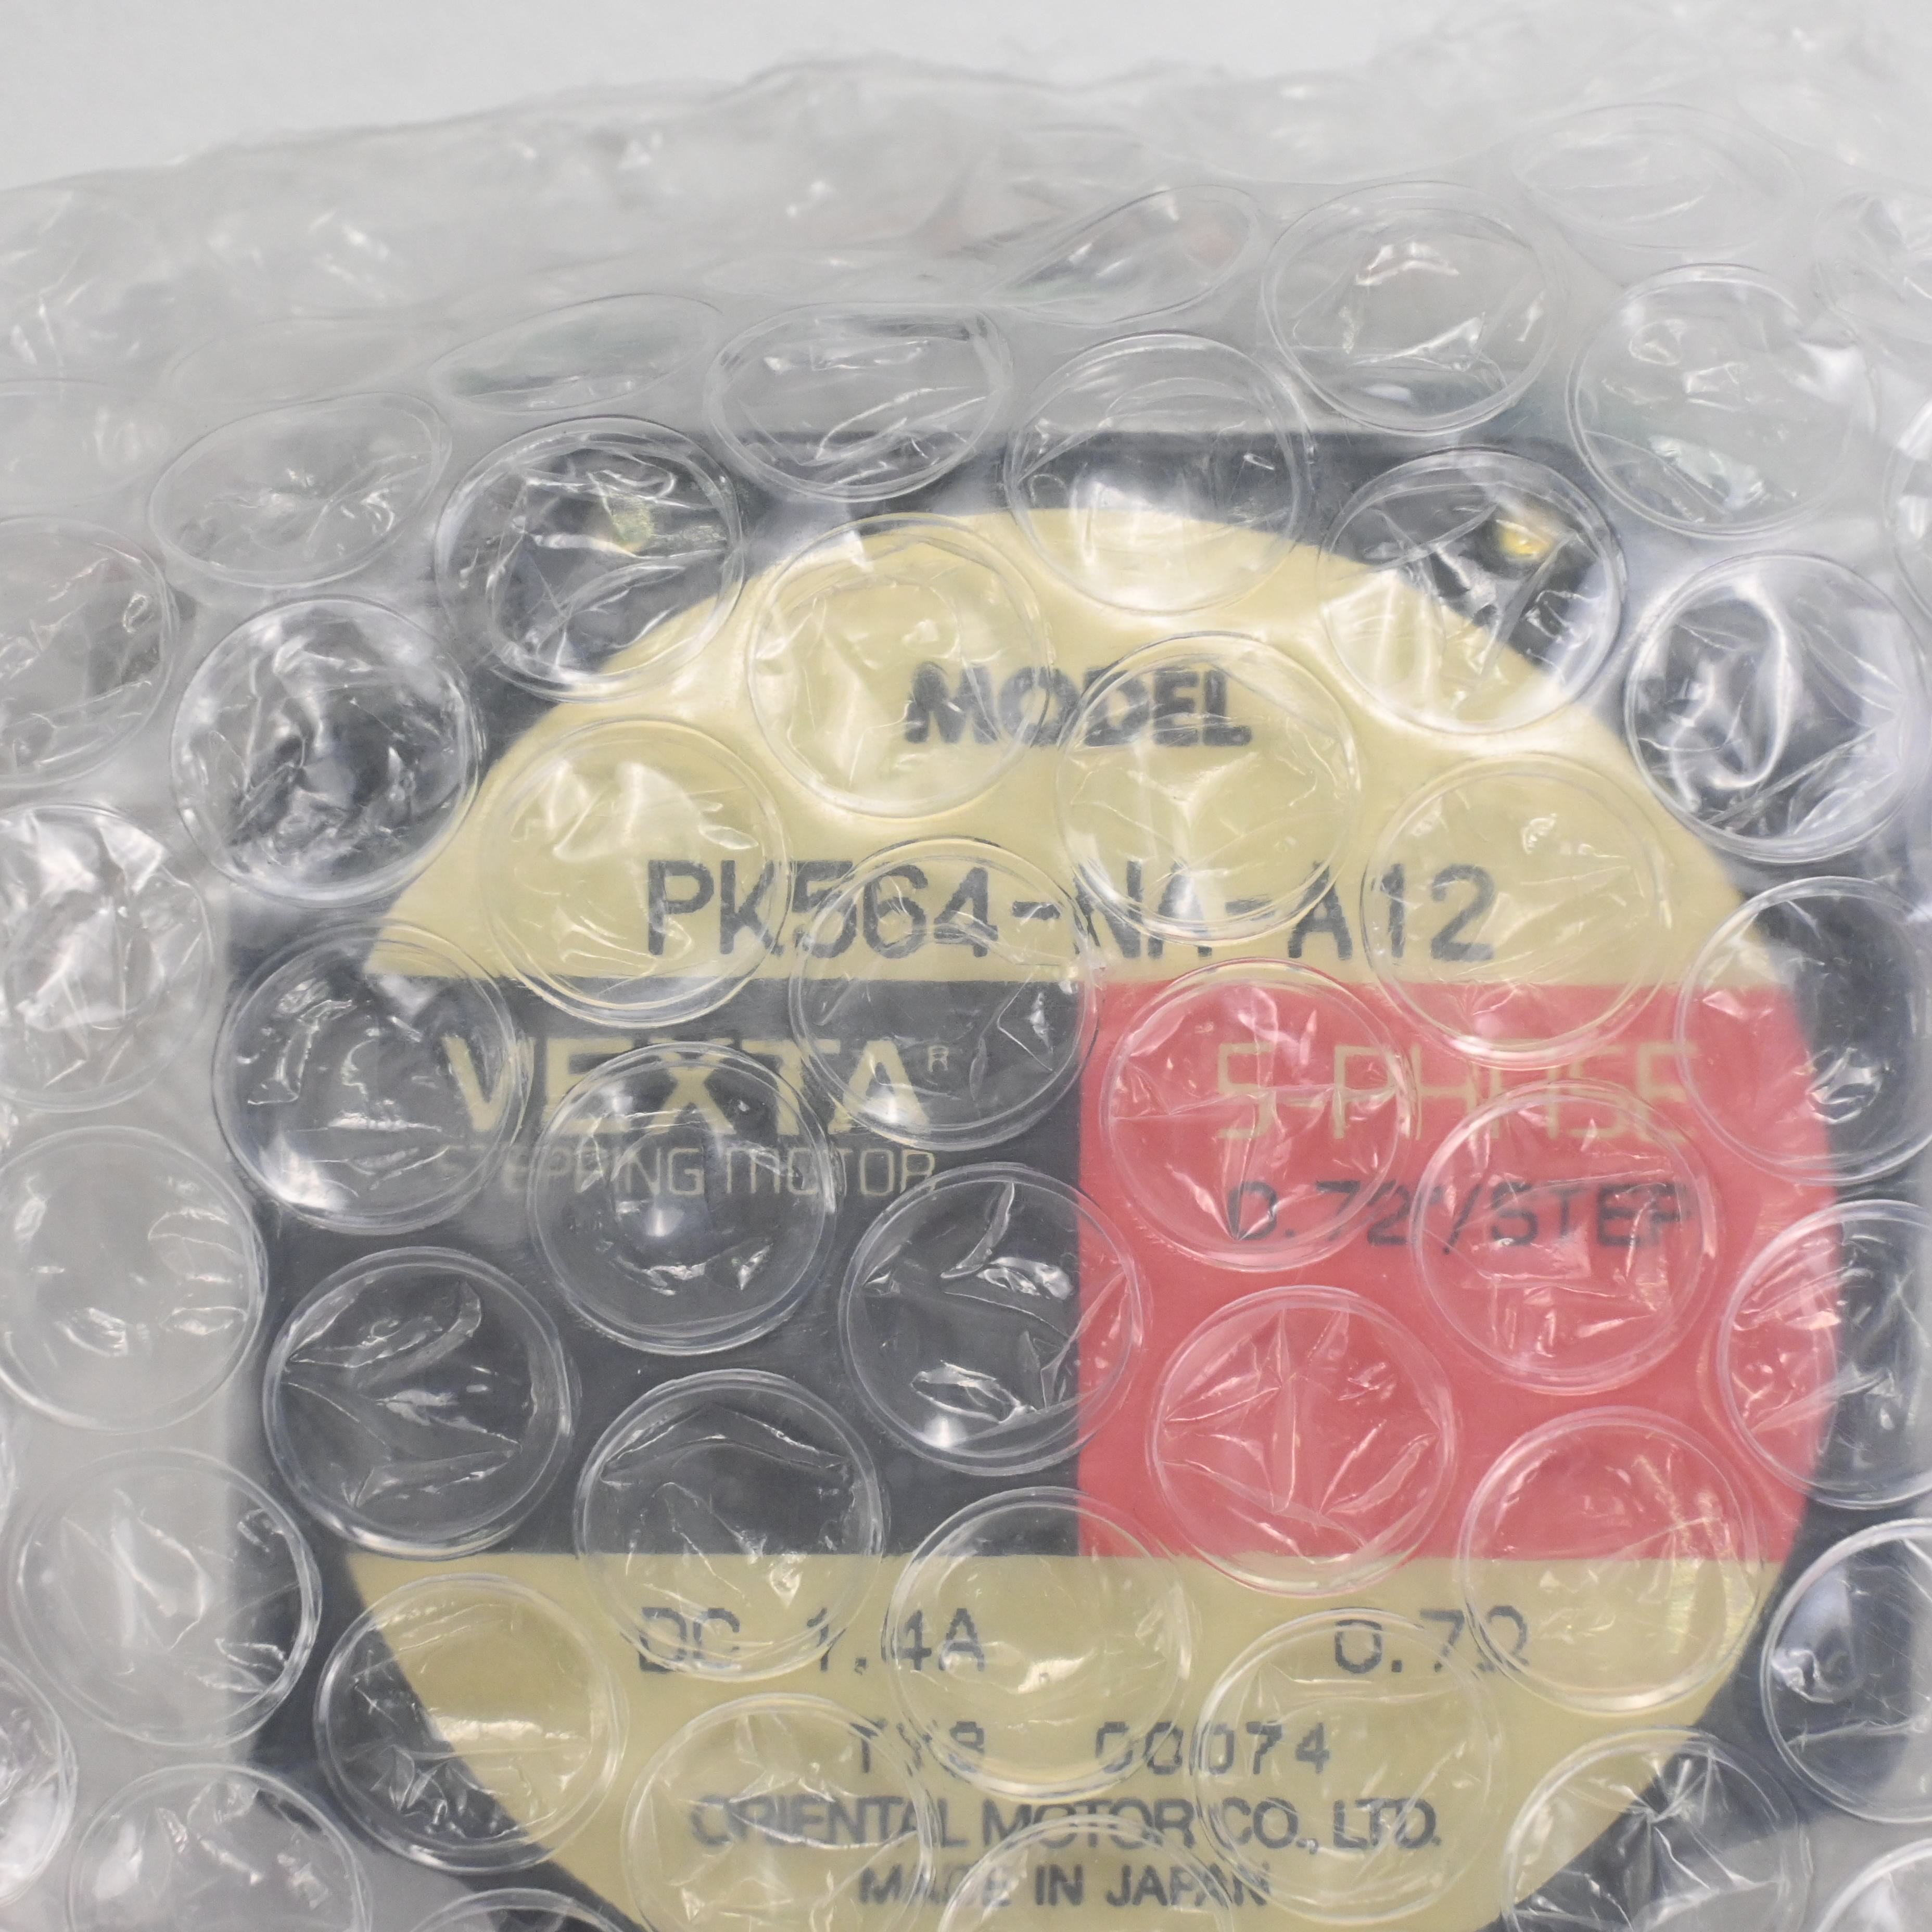 MODEL
PK564-NA-A12
VEXTA®
STEPPING MOTOR
5-PHASE
0.72°/STEP
DC 1.4A 0.7Ω
00074
ORIENTAL MOTOR CO., LTD.
MADE IN JAPAN